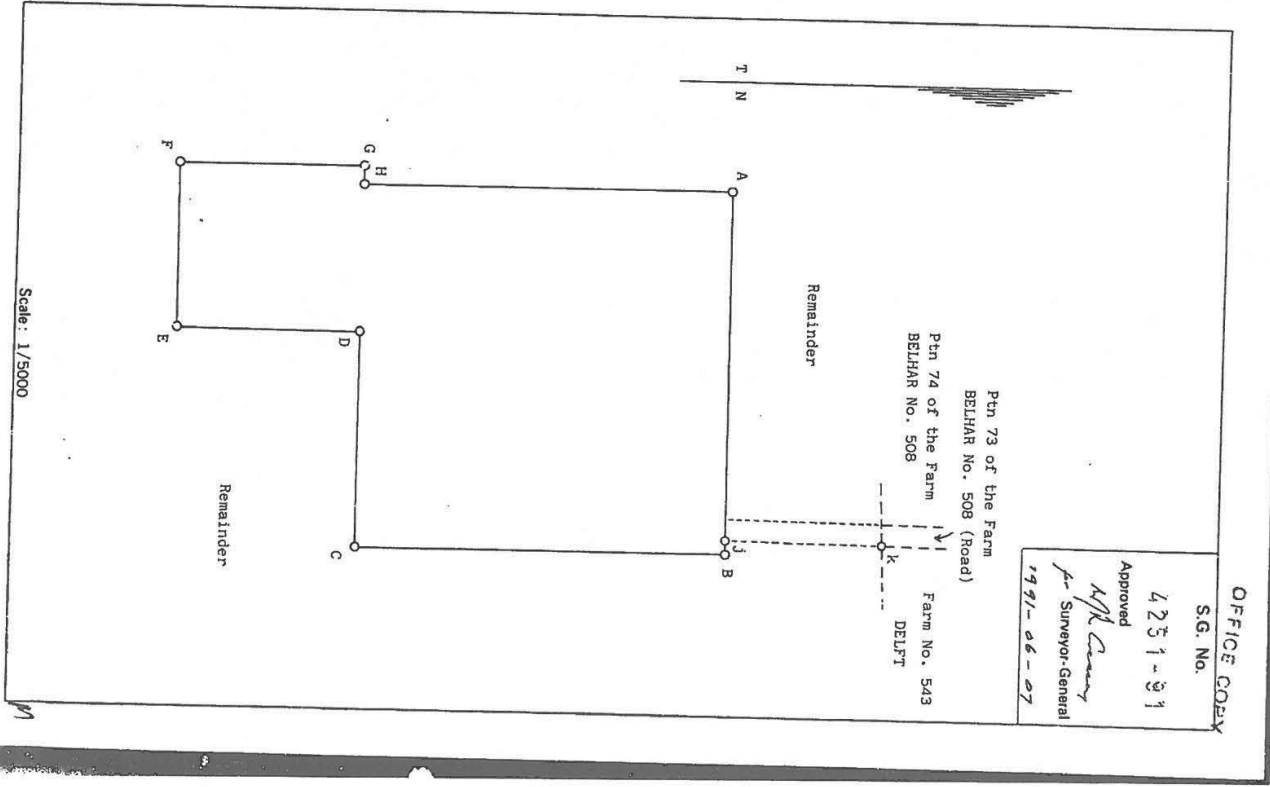 OFFICE COPY
S.G. No.
4251-91
Approved
for Surveyor-General
1991-06-07
Ptn 73 of the Farm
BELHAR No. 508 (Road)
Ptn 74 of the Farm
BELHAR No. 508
Farm No. 543
DELFT
k
Remainder
T N
A
j
B
G
H
D
C
F
E
Remainder
Scale: 1/5000